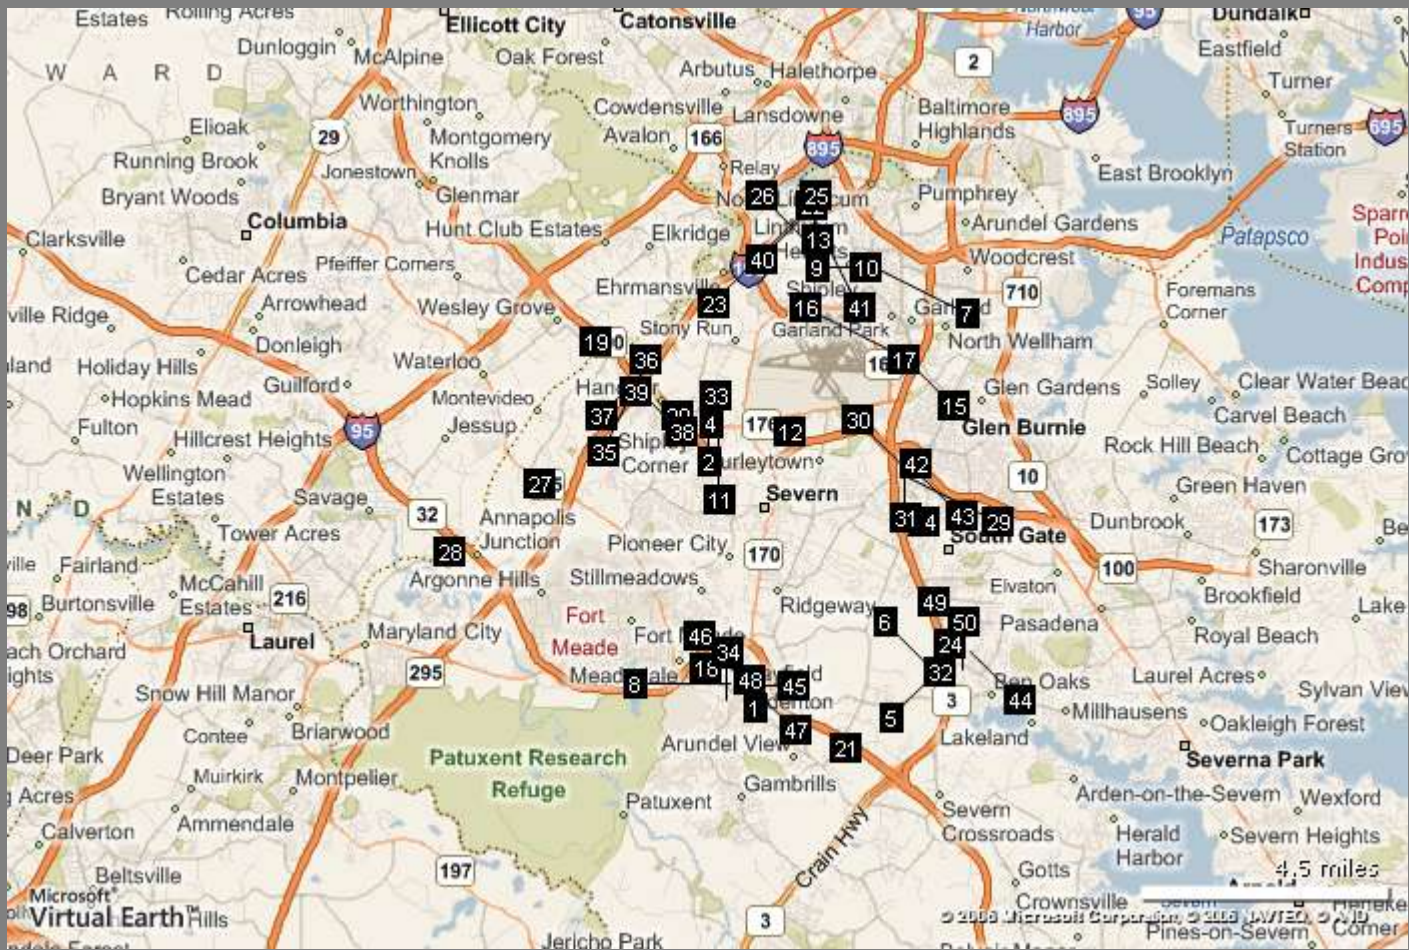 Estates
Rolling Acres
Ellicott City
Catonsville
Harbor
95
Dundalk
Dunloggin
McAlpine
Oak Forest
2
Eastfield
W A R D
Arbutus
Halethorpe
Turner
Worthington
Cowdensville
Lansdowne
Baltimore
Highlands
895
Elioak
29
Montgomery
Knolls
Avalon
166
895
Turners
Station
695
Running Brook
Jonestown
Relay
East Brooklyn
Bryant Woods
Glenmar
26
25
Pumphrey
Columbia
Hunt Club Estates
Elkridge
13
Arundel Gardens
Patapsco
Clarksville
Cedar Acres
Pfeiffer Corners
40
9
10
Woodcrest
Arrowhead
Wesley Grove
Ehrmansville
23
Shipley
16
41
7
710
Foremans
Corner
ville Ridge
Donleigh
19
Stony Run
Garland Park
North Wellham
Holiday Hills
Waterloo
36
17
Guilford
39
33
15
Glen Gardens
Solley
Clear Water Beac
Hopkins Mead
Montevideo
37
4
Carvel Beach
Fulton
Hillcrest Heights
95
Jessup
38
12
30
Glen Burnie
Rock Hill Beach
Cottage Gro
35
Corner
2
42
10
Wellington
Estates
27
11
Severn
Green Haven
N D
Savage
32
Annapolis
Junction
31
43
29
Dunbrook
173
Tower Acres
28
Pioneer City
170
South Gate
100
Sharonville
Fairland
Argonne Hills
Stillmeadows
Elvaton
Brookfield
98
Burtonsville
McCahill
Estates
216
Fort
Meade
Ridgeway
6
49
50
Pasadena
Lake
Laurel
Maryland City
46
34
24
Royal Beach
ach Orchard
295
8
18
48
45
32
Ben Oaks
Laurel Acres
Sylvan View
Snow Hill Manor
1
5
3
44
Millhausens
Oakleigh Forest
Contee
Briarwood
Arundel View
47
21
Lakeland
Severna Park
Deer Park
Patuxent Research
Refuge
Muirkirk
Montpelier
Gambrills
Arden-on-the-Severn
Wexford
g Acres
Patuxent
Severn
Crossroads
Ammendale
Herald
Harbor
Severn Heights
Calverton
Crain Hwy
Beltsville
197
Gotts
4.5 miles
Microsoft®
Virtual Earth™
Hills
3
Crownsville
Jericho Park
Pines-on-Severn
Corner